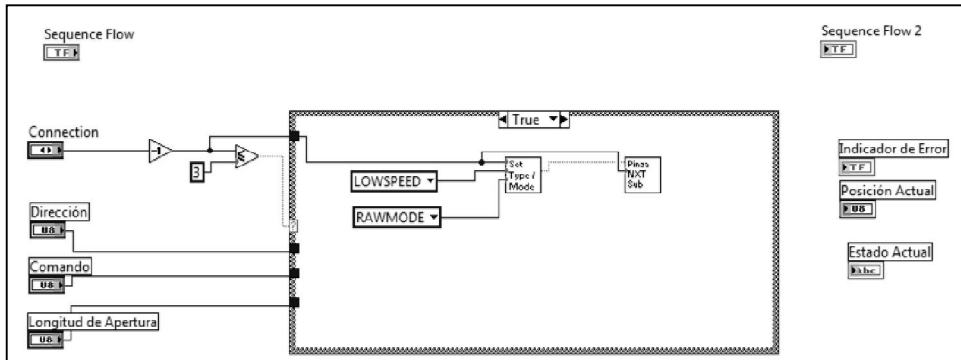 Sequence Flow
TF
Sequence Flow 2
TF
True
Connection
-1
≤
3
Set
Type /
Mode
Pinas
NXT
Sub
LOWSPEED
RAWMODE
?
Indicador de Error
TF
Posición Actual
U8
Dirección
U8
Comando
U8
Estado Actual
abc
Longitud de Apertura
U8